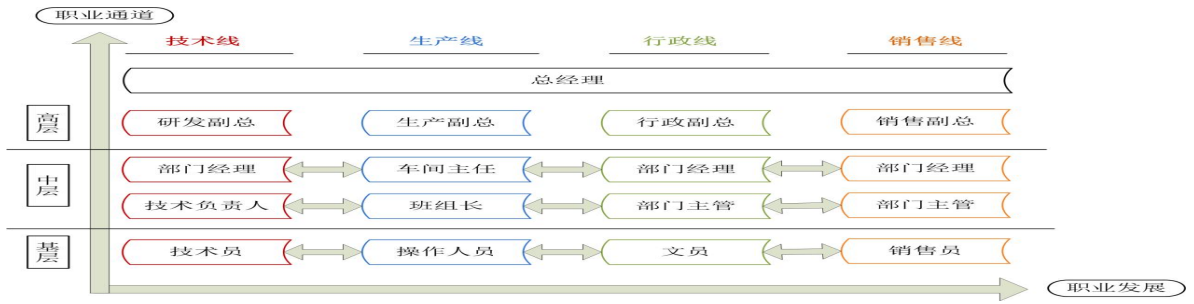 职业通道
技术线 生产线 行政线 销售线
总经理
高层 研发副总 生产副总 行政副总 销售副总
中层
部门经理 车间主任 部门经理 部门经理
技术负责人 班组长 部门主管 部门主管
基层 技术员 操作人员 文员 销售员
职业发展